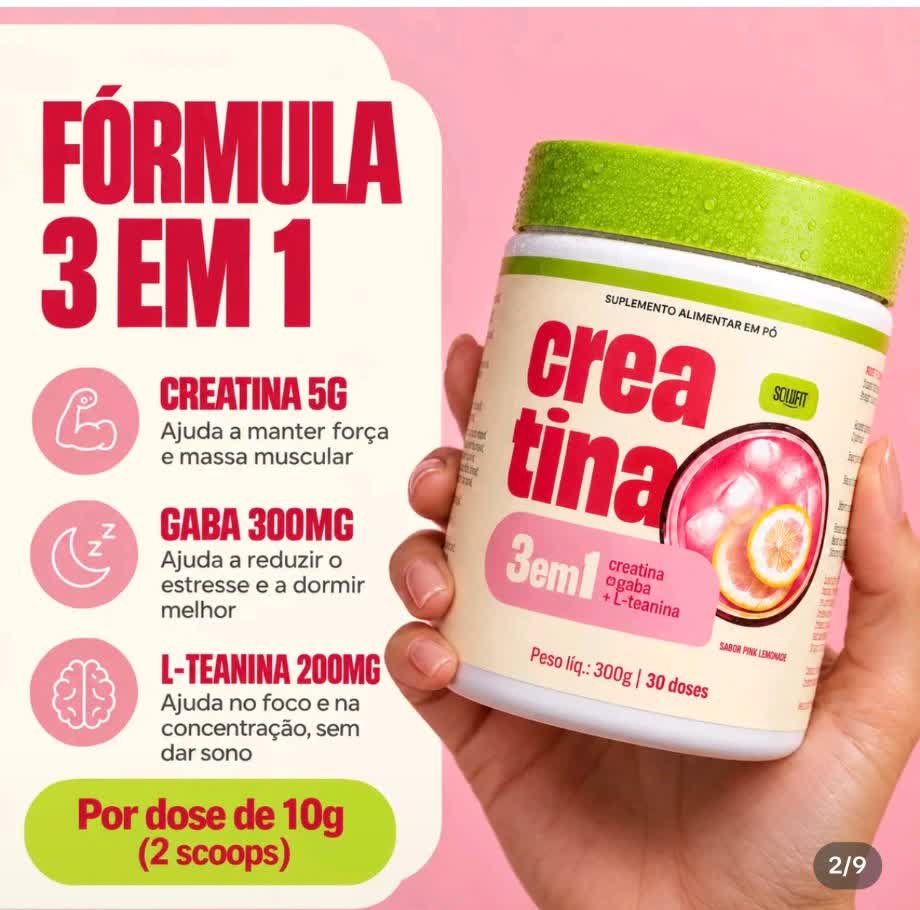 FÓRMULA
3 EM 1
CREATINA 5G
Ajuda a manter força
e massa muscular
GABA 300MG
Ajuda a reduzir o
estresse e a dormir
melhor
L-TEANINA 200MG
Ajuda no foco e na
concentração, sem
dar sono
Por dose de 10g
(2 scoops)
SUPLEMENTO ALIMENTAR EM PÓ
crea
tina
SOLUFIT
3em1
creatina
+ gaba
+ L-teanina
SABOR PINK LEMONADE
Peso líq.: 300g | 30 doses
2/9